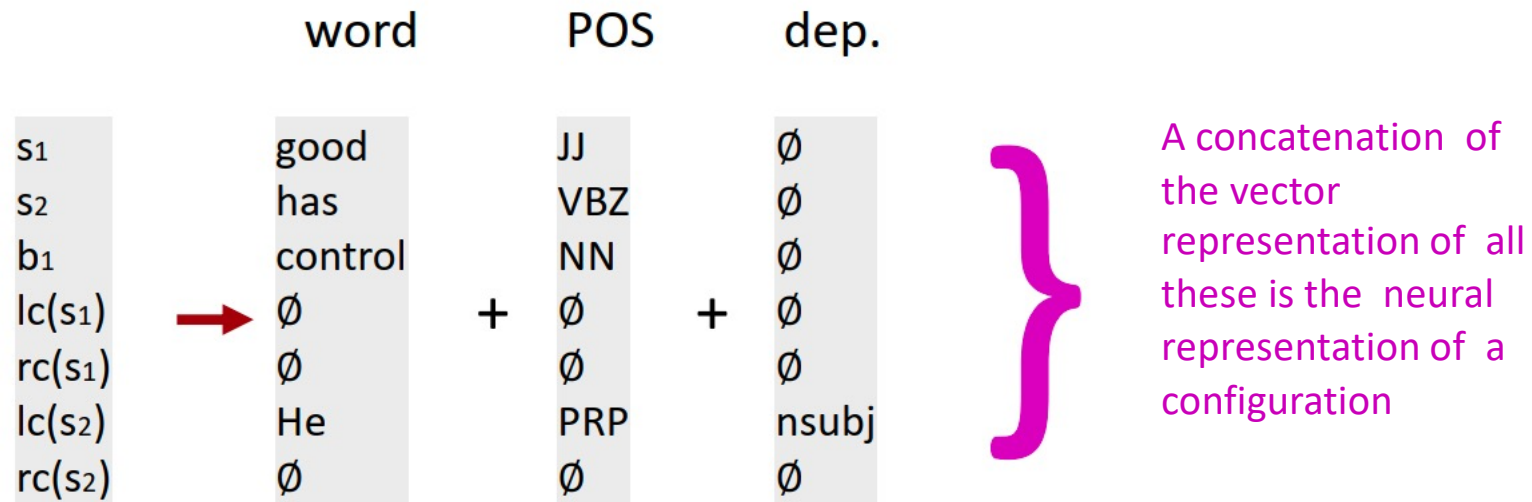 word POS dep.
s1 good JJ Ø
s2 has VBZ Ø
b1 control NN Ø
lc(s1) Ø + Ø + Ø
rc(s1) Ø Ø Ø
lc(s2) He PRP nsubj
rc(s2) Ø Ø Ø
A concatenation of
the vector
representation of all
these is the neural
representation of a
configuration